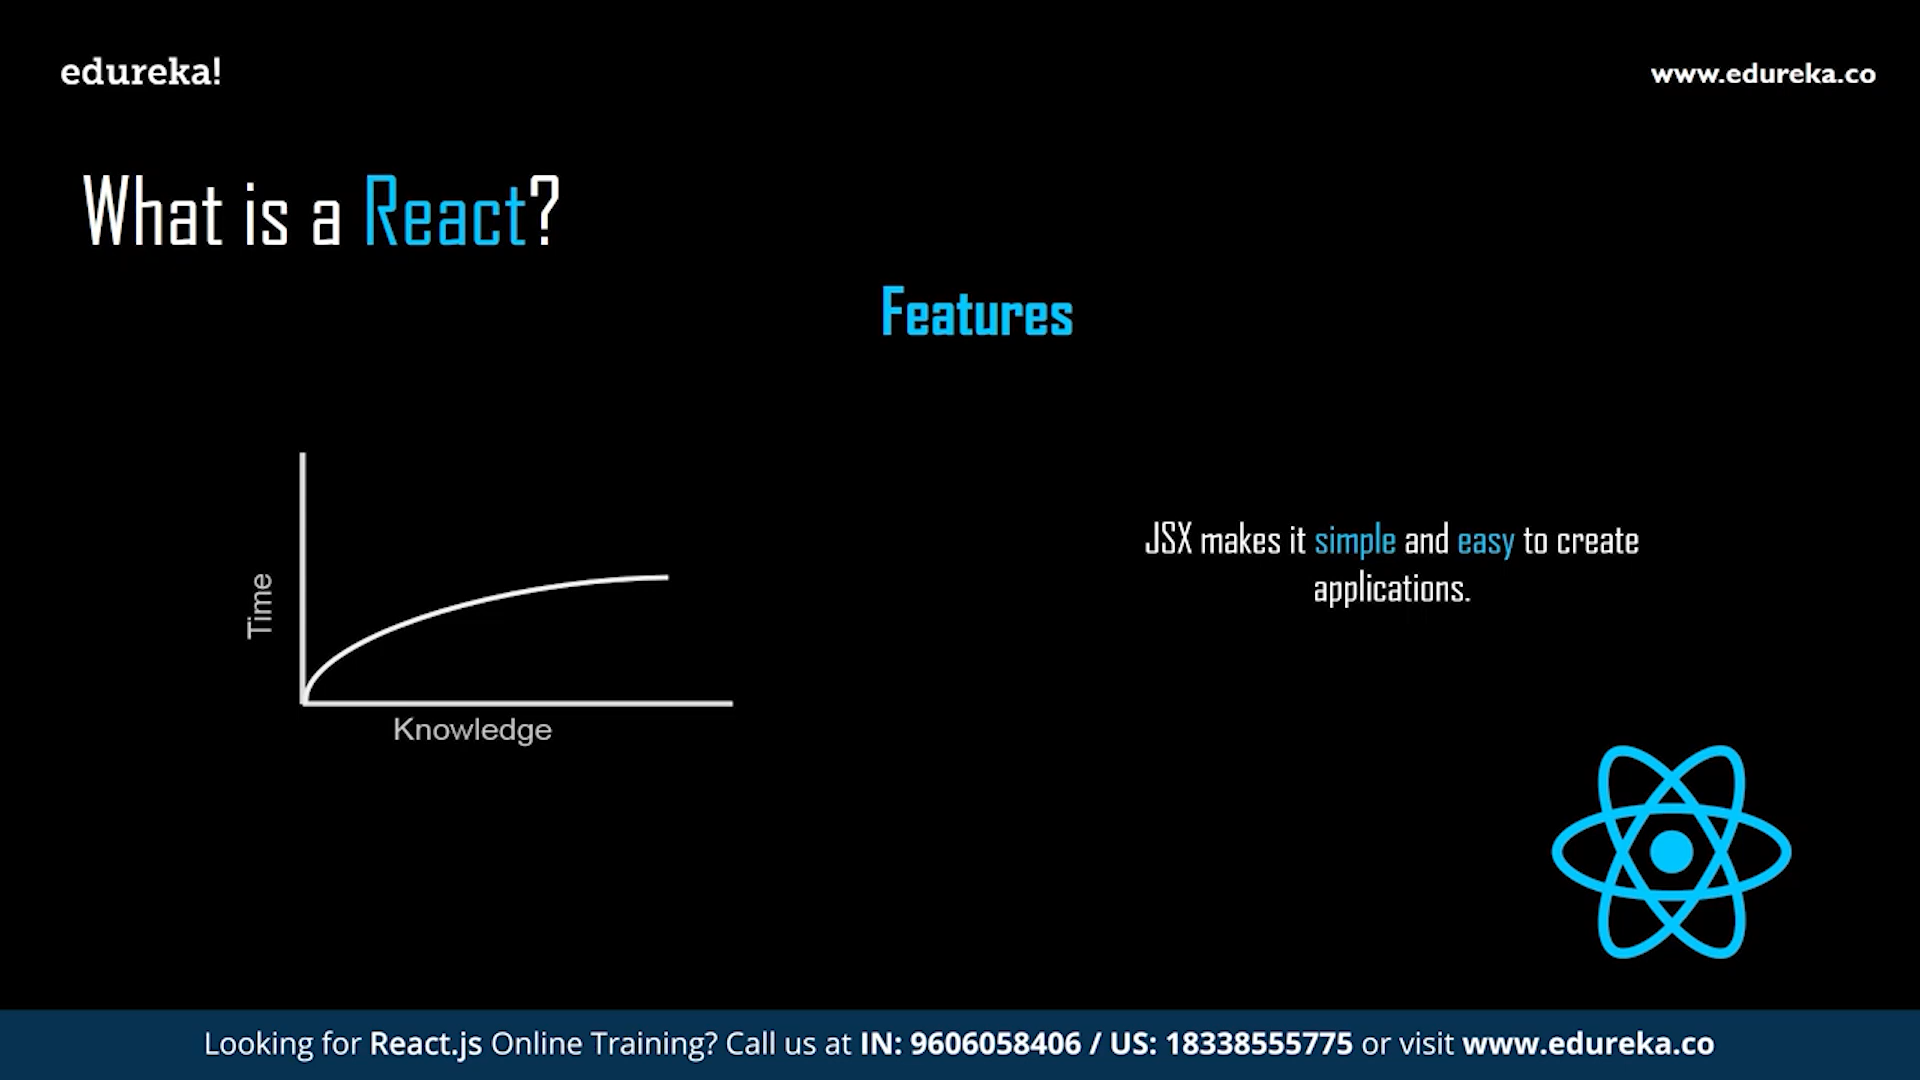 edureka!
www.edureka.co
What is a React?
Features
Time
Knowledge
JSX makes it simple and easy to create
applications.
Looking for React.js Online Training? Call us at IN: 9606058406 / US: 18338555775 or visit www.edureka.co